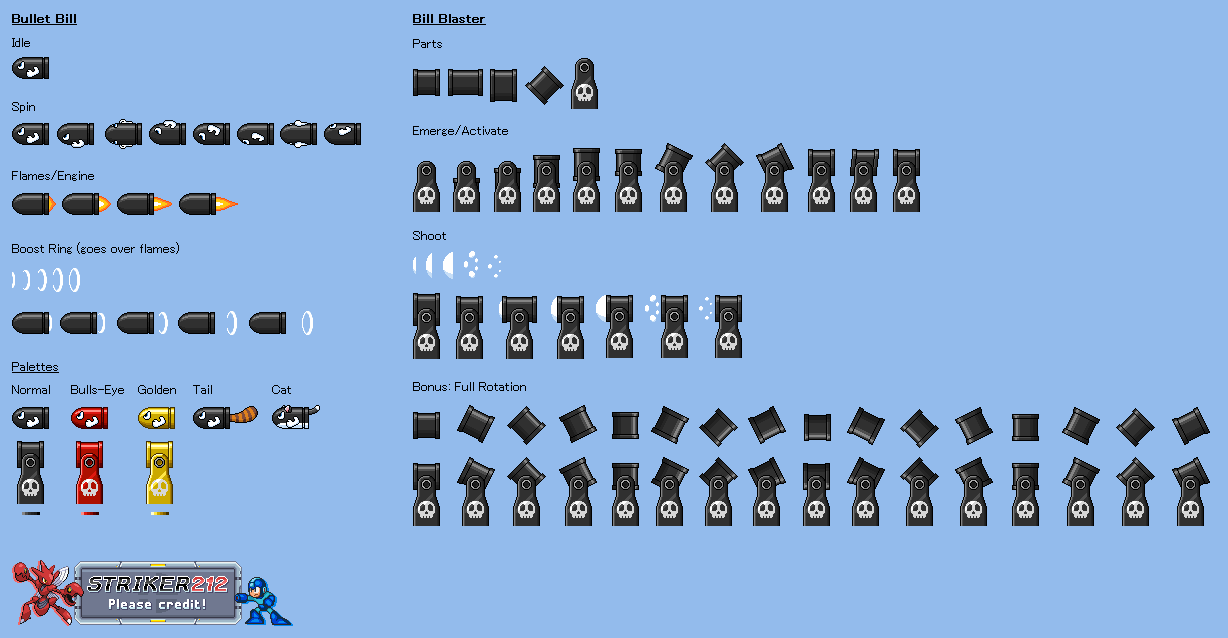 Bullet Bill
Idle
Spin
Flames/Engine
Boost Ring (goes over flames)
Palettes
Normal Bulls-Eye Golden Tail Cat
Bill Blaster
Parts
Emerge/Activate
Shoot
Bonus: Full Rotation
STRIKER212
Please credit!